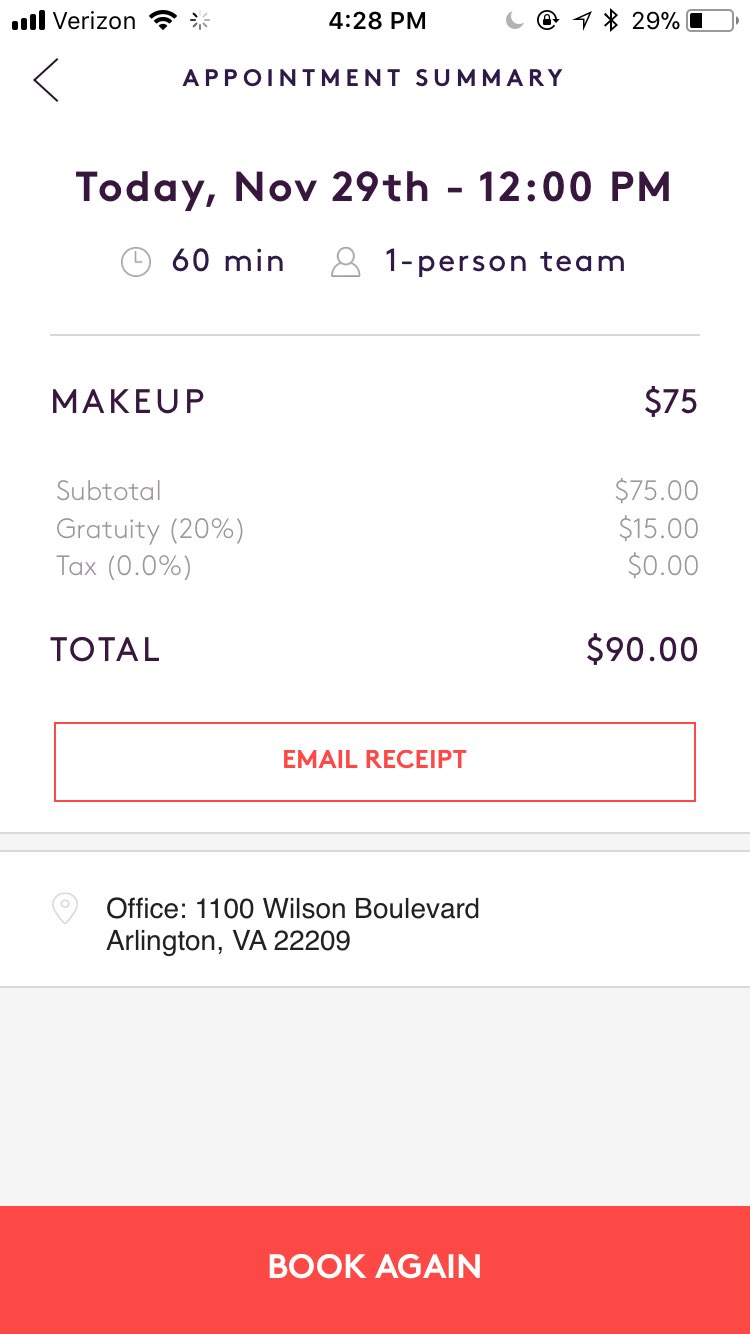 Verizon 4:28 PM 29%
APPOINTMENT SUMMARY
Today, Nov 29th - 12:00 PM
60 min 1-person team
MAKEUP $75
Subtotal $75.00
Gratuity (20%) $15.00
Tax (0.0%) $0.00
TOTAL $90.00
EMAIL RECEIPT
Office: 1100 Wilson Boulevard
Arlington, VA 22209
BOOK AGAIN